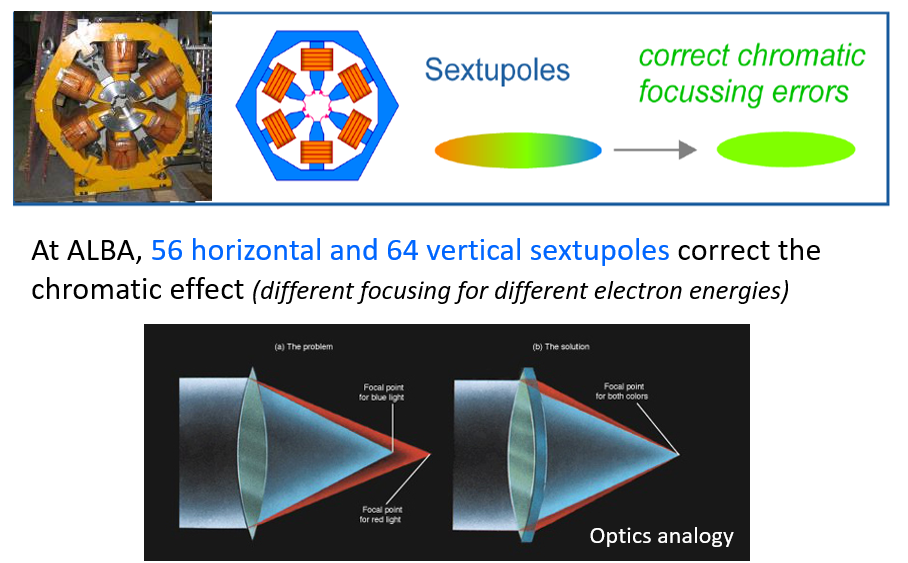 Sextupoles
correct chromatic
focussing errors
At ALBA, 56 horizontal and 64 vertical sextupoles correct the
chromatic effect (different focusing for different electron energies)
(a) The problem
(b) The solution
Focal point
for blue light
Focal point
for both colors
Focal point
for red light
Optics analogy